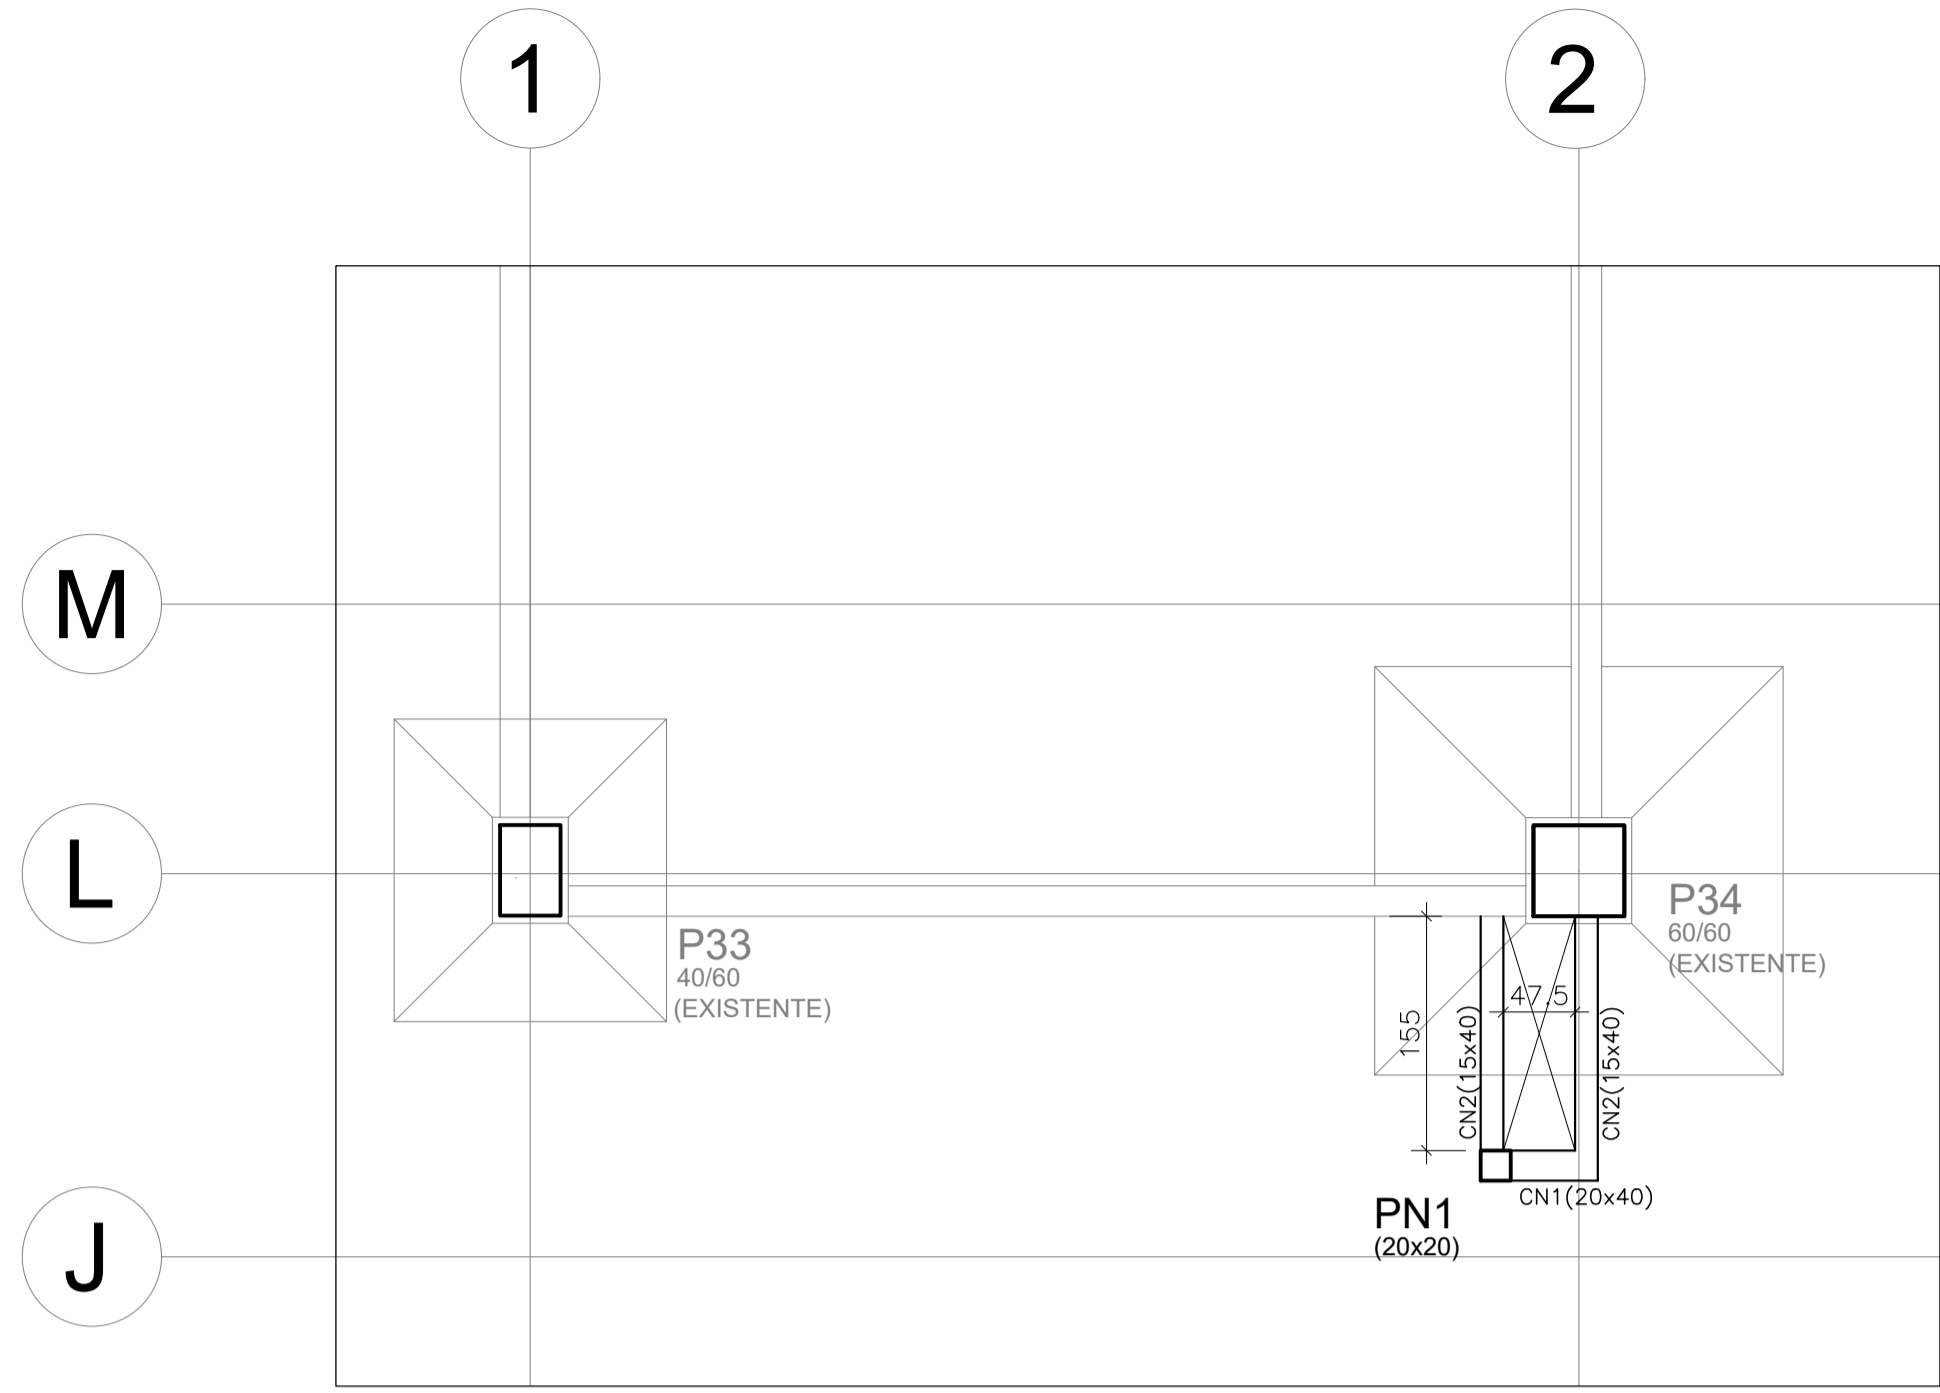 1
2
M
L
P34
60/60
(EXISTENTE)
P33
40/60
(EXISTENTE)
47.5
155
CN2(15x40)
CN2(15x40)
CN1(20x40)
PN1
(20x20)
J